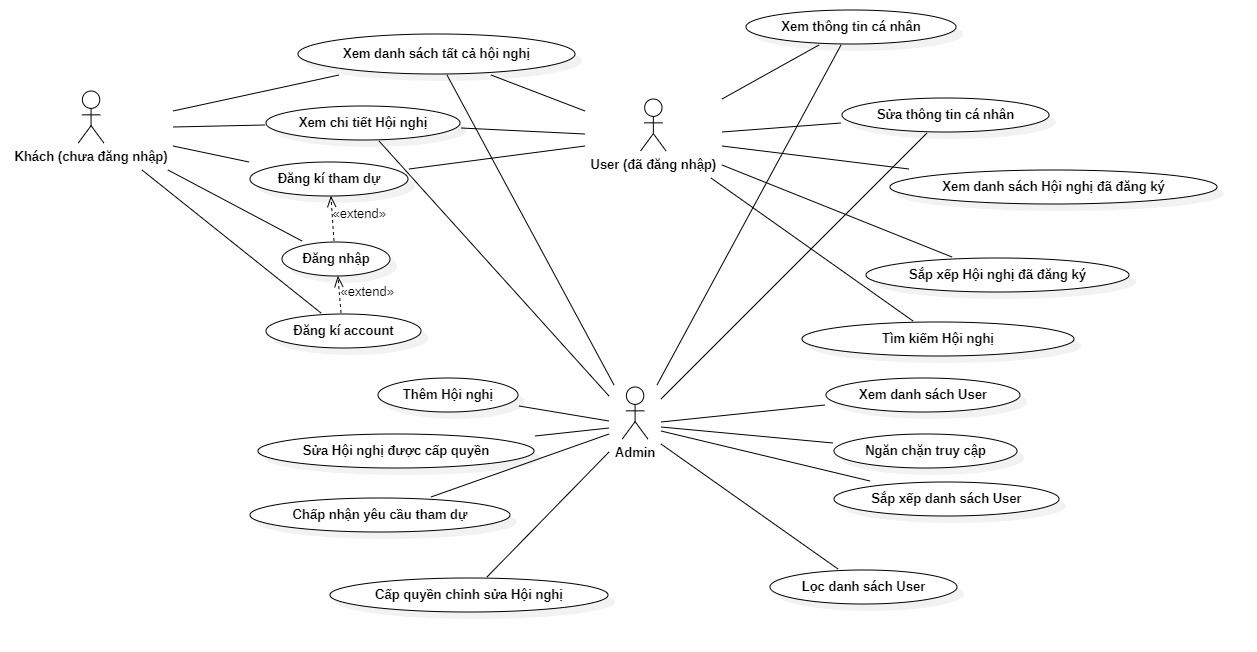 Xem thông tin cá nhân
Xem danh sách tất cả hội nghị
Xem chi tiết Hội nghị
Sửa thông tin cá nhân
Khách (chưa đăng nhập)
User (đã đăng nhập)
Đăng kí tham dự
Xem danh sách Hội nghị đã đăng ký
«extend»
Đăng nhập
Sắp xếp Hội nghị đã đăng ký
«extend»
Đăng kí account
Tìm kiếm Hội nghị
Thêm Hội nghị
Xem danh sách User
Sửa Hội nghị được cấp quyền
Admin
Ngăn chặn truy cập
Sắp xếp danh sách User
Chấp nhận yêu cầu tham dự
Cấp quyền chỉnh sửa Hội nghị
Lọc danh sách User